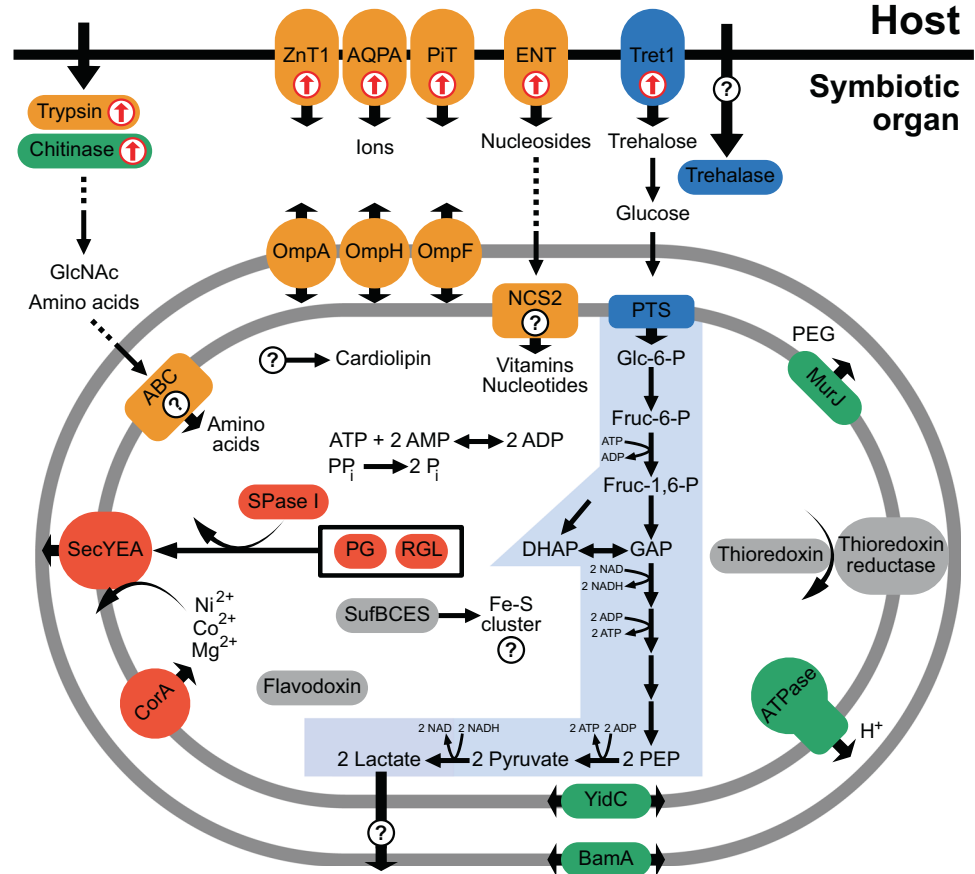 Host
ZnT1
AQPA
PiT
ENT
Tret1
Symbiotic
organ
?
Trypsin
Chitinase
Ions
Nucleosides
Trehalose
Trehalase
Glucose
OmpA
OmpH
OmpF
GlcNAc
Amino acids
NCS2
?
PTS
PEG
MurJ
? Cardiolipin
Vitamins
Nucleotides
Glc-6-P
ABC
?
Amino
acids
Fruc-6-P
ATP + 2 AMP 2 ADP
ATP
ADP
PPi 2 Pi
Fruc-1,6-P
SPase I
SecYEA
PG
RGL
DHAP
GAP
Thioredoxin
Thioredoxin
reductase
2 NAD
2 NADH
Ni2+
Co2+
Mg2+
SufBCES
Fe-S
cluster
?
2 ADP
2 ATP
Flavodoxin
CorA
ATPase
H+
2 NAD 2 NADH
2 ATP 2 ADP
2 Lactate 2 Pyruvate 2 PEP
YidC
?
BamA